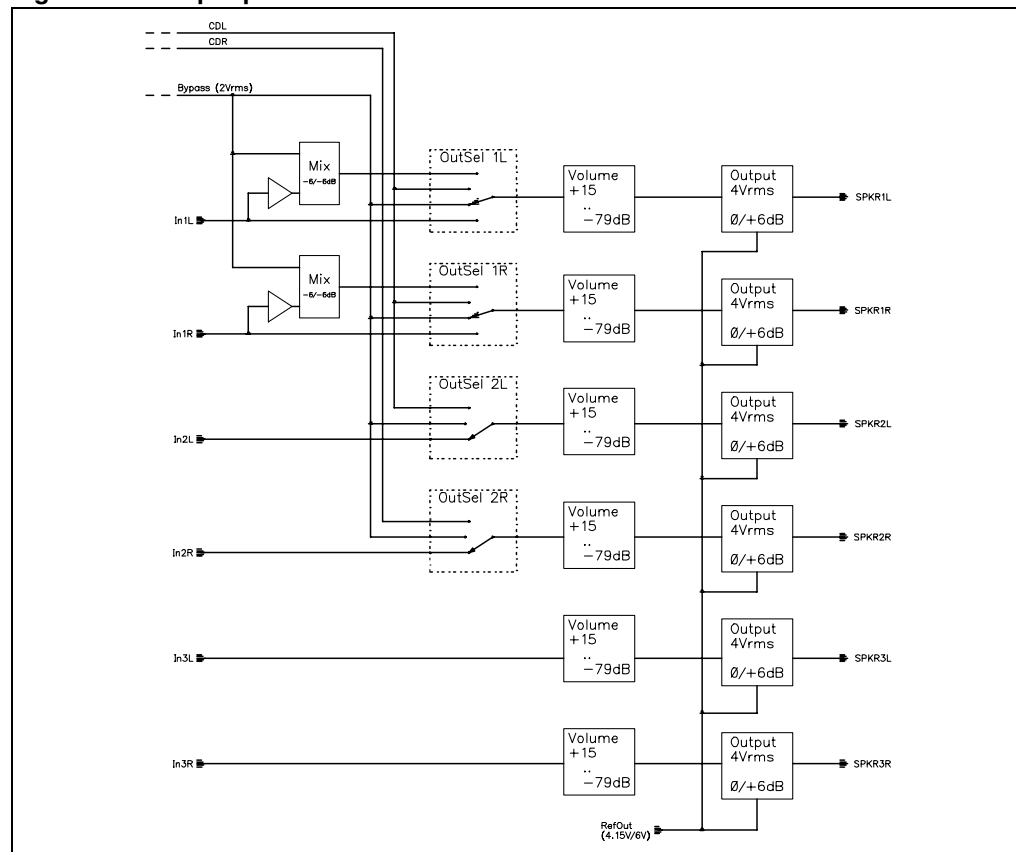 CDL
CDR
Bypass (2Vrms)
Mix
-6/-6dB
OutSel 1L
Volume
+15
..
-79dB
Output
4Vrms
Ø/+6dB
SPKR1L
In1L
Mix
-6/-6dB
OutSel 1R
Volume
+15
..
-79dB
Output
4Vrms
Ø/+6dB
SPKR1R
In1R
OutSel 2L
Volume
+15
..
-79dB
Output
4Vrms
Ø/+6dB
SPKR2L
In2L
OutSel 2R
Volume
+15
..
-79dB
Output
4Vrms
Ø/+6dB
SPKR2R
In2R
In3L
Volume
+15
..
-79dB
Output
4Vrms
Ø/+6dB
SPKR3L
In3R
Volume
+15
..
-79dB
Output
4Vrms
Ø/+6dB
SPKR3R
RefOut
(4.15V/6V)